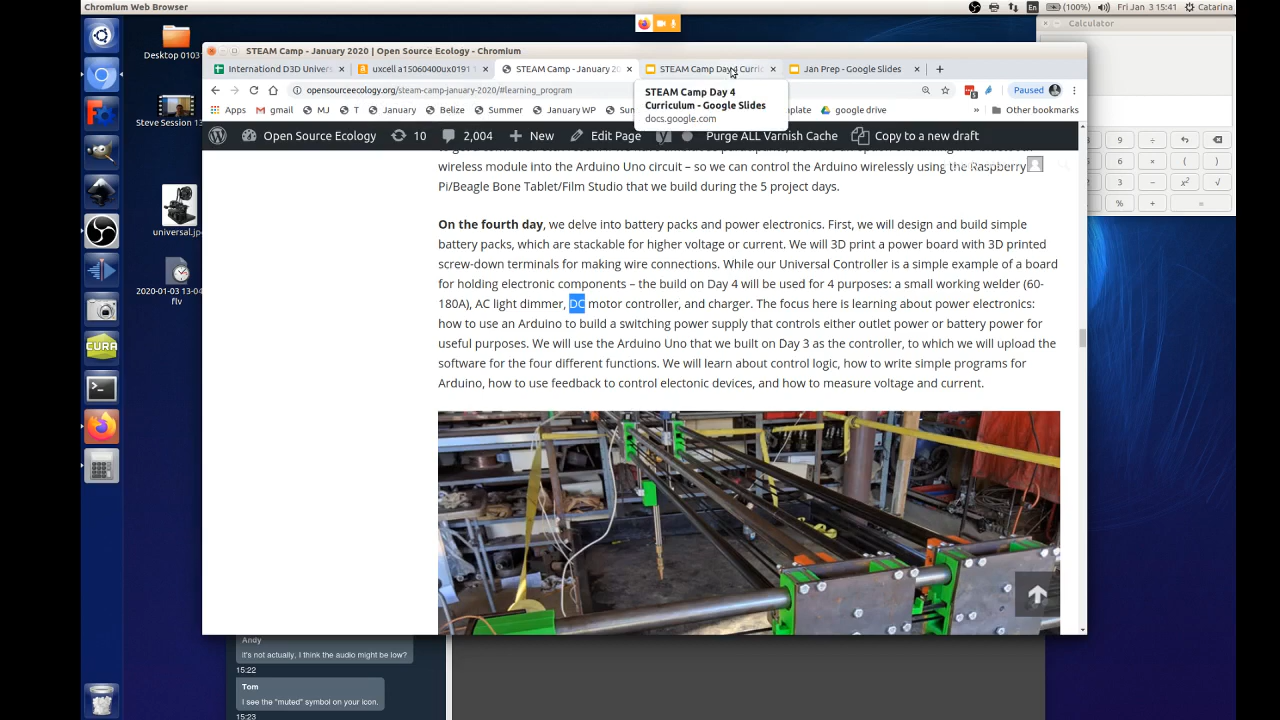 Chromium Web Browser
En
(100%)
Fri Jan 3 15:41
Catarina
Calculator
Desktop 0103
Steve Session 13
universal.jp
2020-01-03 13-04
flv
CURA
STEAM Camp - January 2020 | Open Source Ecology - Chromium
Internationd D3D Univers
uxcell a15060400ux0191
STEAM Camp - January 20
STEAM Camp Day 4 Curric
Jan Prep - Google Slides
opensourceecology.org/steam-camp-january-2020/#learning_program
Paused
Apps
gmail
MJ
T
January
Belize
Summer
January WP
Su
plate
google drive
Other bookmarks
STEAM Camp Day 4
Curriculum - Google Slides
docs.google.com
Open Source Ecology
10
2,004
New
Edit Page
Purge ALL Varnish Cache
Copy to a new draft
wireless module into the Arduino Uno circuit – so we can control the Arduino wirelessly using the Raspberry
Pi/Beagle Bone Tablet/Film Studio that we build during the 5 project days.
On the fourth day, we delve into battery packs and power electronics. First, we will design and build simple
battery packs, which are stackable for higher voltage or current. We will 3D print a power board with 3D printed
screw-down terminals for making wire connections. While our Universal Controller is a simple example of a board
for holding electronic components – the build on Day 4 will be used for 4 purposes: a small working welder (60-
180A), AC light dimmer, DC motor controller, and charger. The focus here is learning about power electronics:
how to use an Arduino to build a switching power supply that controls either outlet power or battery power for
useful purposes. We will use the Arduino Uno that we built on Day 3 as the controller, to which we will upload the
software for the four different functions. We will learn about control logic, how to write simple programs for
Arduino, how to use feedback to control electonic devices, and how to measure voltage and current.
6 × ( )
3 − x² √
% + =
Andy
it's not actually, I think the audio might be low?
15:22
Tom
I see the "muted" symbol on your icon.
15:23